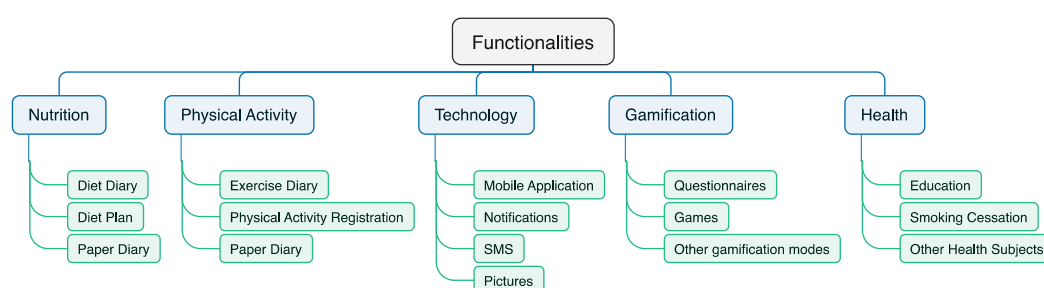 Functionalities
Nutrition
Physical Activity
Technology
Gamification
Health
Diet Diary
Exercise Diary
Mobile Application
Questionnaires
Education
Diet Plan
Physical Activity Registration
Notifications
Games
Smoking Cessation
Paper Diary
Paper Diary
SMS
Other gamification modes
Other Health Subjects
Pictures